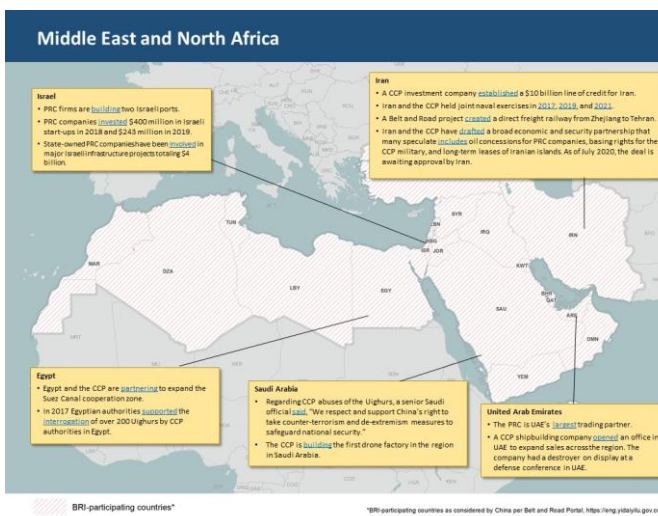 Middle East and North Africa
Israel
• PRC firms are building two Israeli ports.
• PRC companies invested $400 million in Israeli
start-ups in 2018 and $243 million in 2019.
• State-owned PRC companies have been involved in
major Israeli infrastructure projects totaling $4
billion.
Iran
• A CCP investment company established a $10 billion line of credit for Iran.
• Iran and the CCP held joint naval exercises in 2017, 2019, and 2021.
• A Belt and Road project created a direct freight railway from Zhejiang to Tehran.
• Iran and the CCP have drafted a broad economic and security partnership that
many speculate includes oil concessions for PRC companies, basing rights for the
CCP military, and long-term leases of Iranian islands. As of July 2020, the deal is
awaiting approval by Iran.
TUN
LBN
SYR
ISR
JOR
IRQ
IRN
MAR
DZA
LBY
EGY
KWT
SAU
BHR
QAT
ARE
OMN
YEM
Egypt
• Egypt and the CCP are partnering to expand the
Suez Canal cooperation zone.
• In 2017 Egyptian authorities supported the
interrogation of over 200 Uighurs by CCP
authorities in Egypt.
Saudi Arabia
• Regarding CCP abuses of the Uighurs, a senior Saudi
official said, "We respect and support China's right to
take counter-terrorism and de-extremism measures to
safeguard national security."
• The CCP is building the first drone factory in the region
in Saudi Arabia.
United Arab Emirates
• The PRC is UAE's largest trading partner.
• A CCP shipbuilding company opened an office in
UAE to expand sales across the region. The
company had a destroyer on display at a
defense conference in UAE.
BRI-participating countries*
*BRI-participating countries as considered by China per Belt and Road Portal, https://eng.yidaiyilu.gov.cn